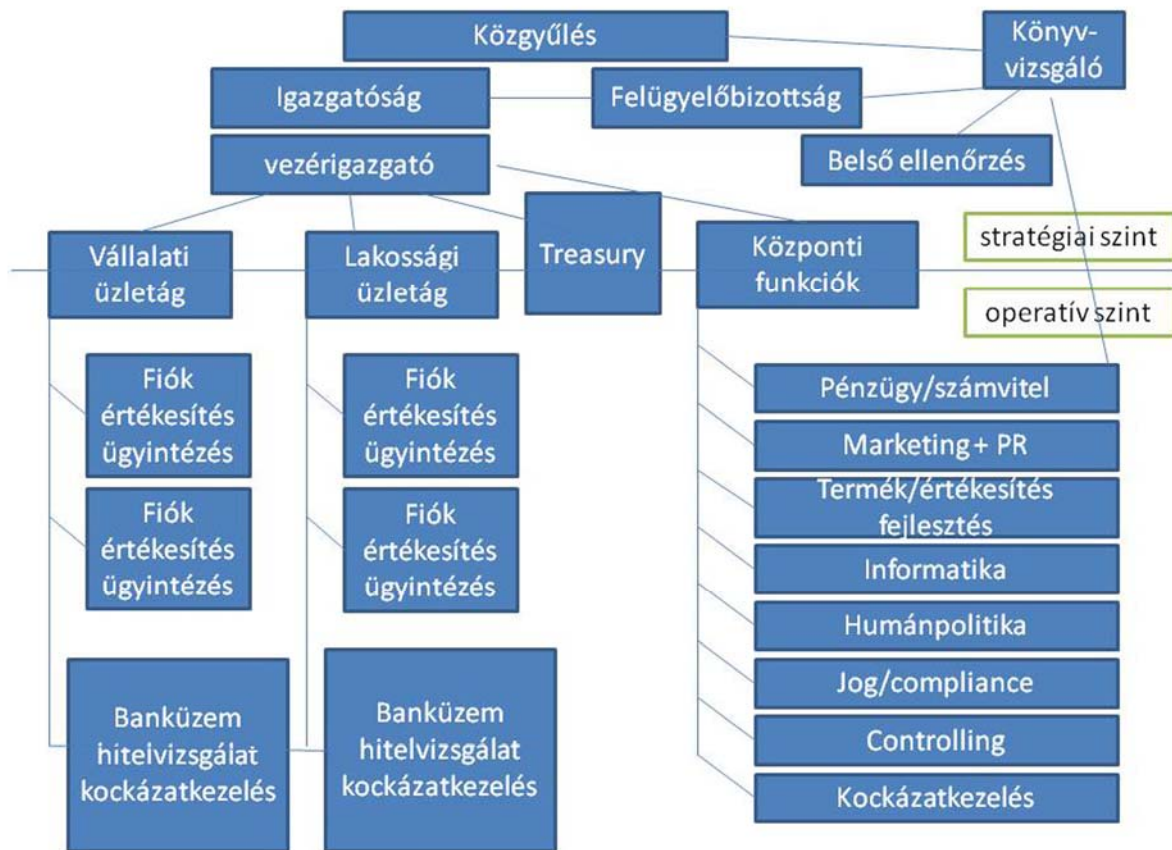 Közgyűlés
Könyv-
vizsgáló
Igazgatóság
Felügyelőbizottság
vezérigazgató
Belső ellenőrzés
Vállalati
üzletág
Lakossági
üzletág
Treasury
Központi
funkciók
stratégiai szint
operatív szint
Fiók
értékesítés
ügyintézés
Fiók
értékesítés
ügyintézés
Fiók
értékesítés
ügyintézés
Fiók
értékesítés
ügyintézés
Banküzem
hitelvizsgálat
kockázatkezelés
Banküzem
hitelvizsgálat
kockázatkezelés
Pénzügy/számvitel
Marketing + PR
Termék/értékesítés
fejlesztés
Informatika
Humánpolitika
Jog/compliance
Controlling
Kockázatkezelés